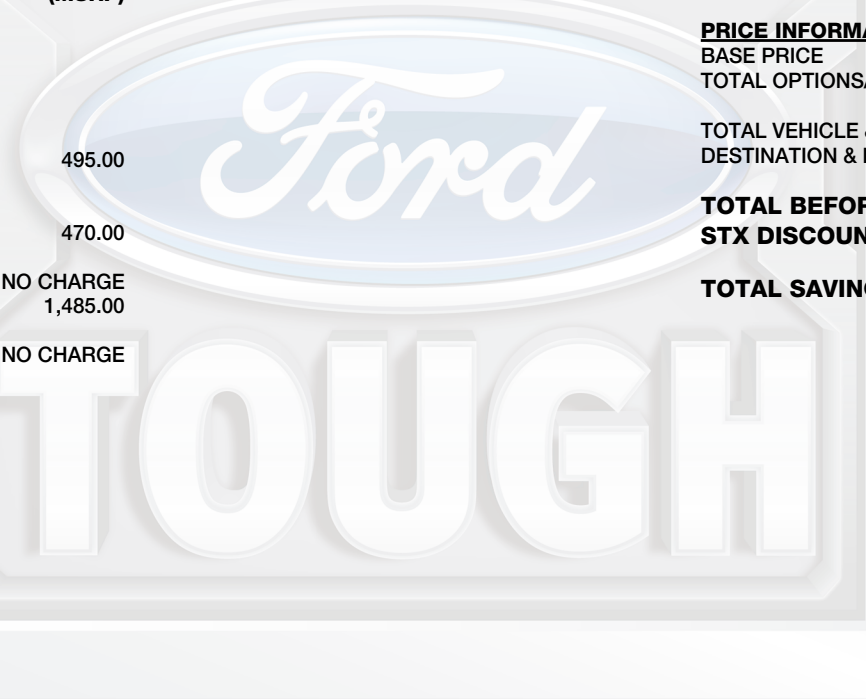 (MSRP)
495.00
470.00
NO CHARGE
1,485.00
NO CHARGE
Ford
TOUGH
PRICE INFORMA
BASE PRICE
TOTAL OPTIONS
TOTAL VEHICLE &
DESTINATION &
TOTAL BEFOR
STX DISCOUN
TOTAL SAVIN